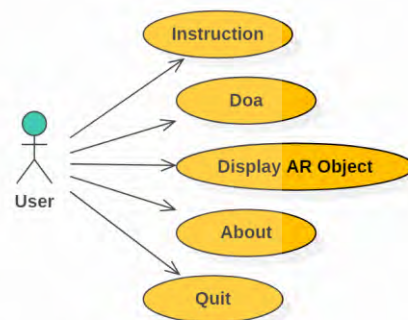 Instruction
Doa
Display AR Object
User
About
Quit